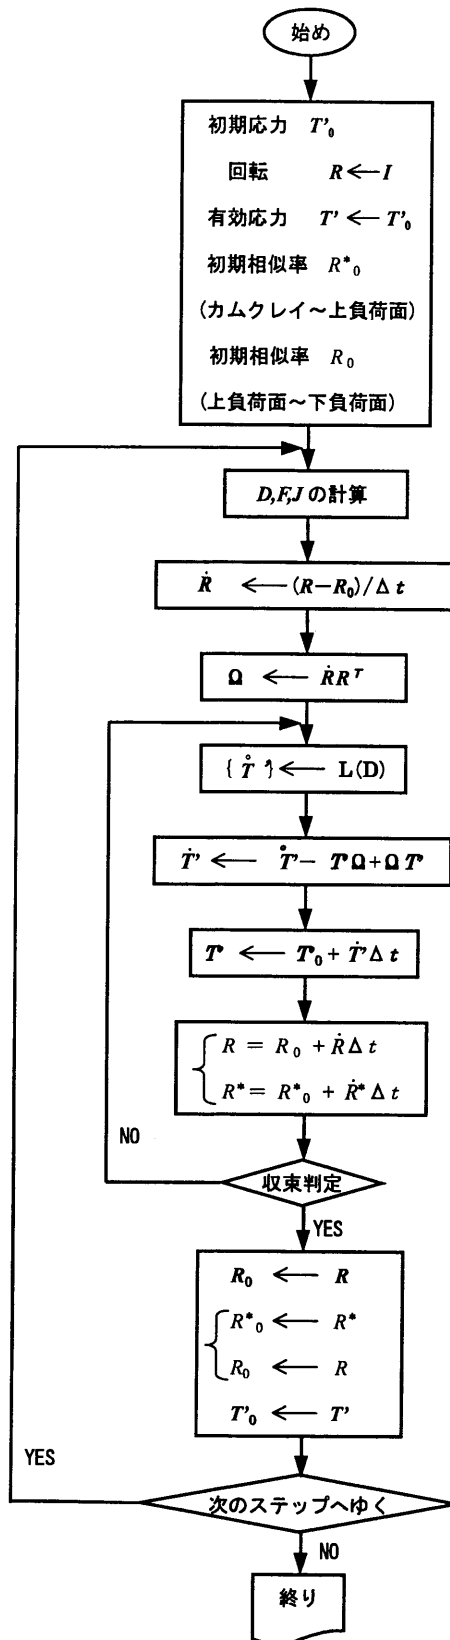 始め
初期応力 T'₀
回転 R ← I
有効応力 T' ← T'₀
初期相似率 R*₀
(カムクレイ～上負荷面)
初期相似率 R₀
(上負荷面～下負荷面)
D,F,J の計算
Ṙ ← (R−R₀)/Δt
Ω ← ṘRᵀ
{ T̊ '} ← L(D)
Ṫ' ← T̊' − T'Ω + ΩT'
T' ← T'₀ + Ṫ'Δt
R = R₀ + ṘΔt
R* = R*₀ + Ṙ*Δt
NO
収束判定
YES
R₀ ← R
R*₀ ← R*
R₀ ← R
T'₀ ← T'
YES
次のステップへゆく
NO
終り